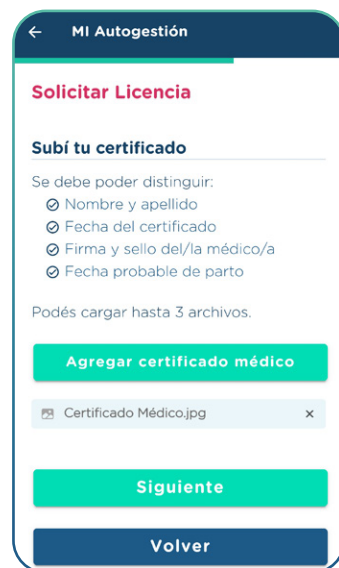 MI Autogestión
Solicitar Licencia
Subí tu certificado
Se debe poder distinguir:
Nombre y apellido
Fecha del certificado
Firma y sello del/la médico/a
Fecha probable de parto
Podés cargar hasta 3 archivos.
Agregar certificado médico
Certificado Médico.jpg
Siguiente
Volver